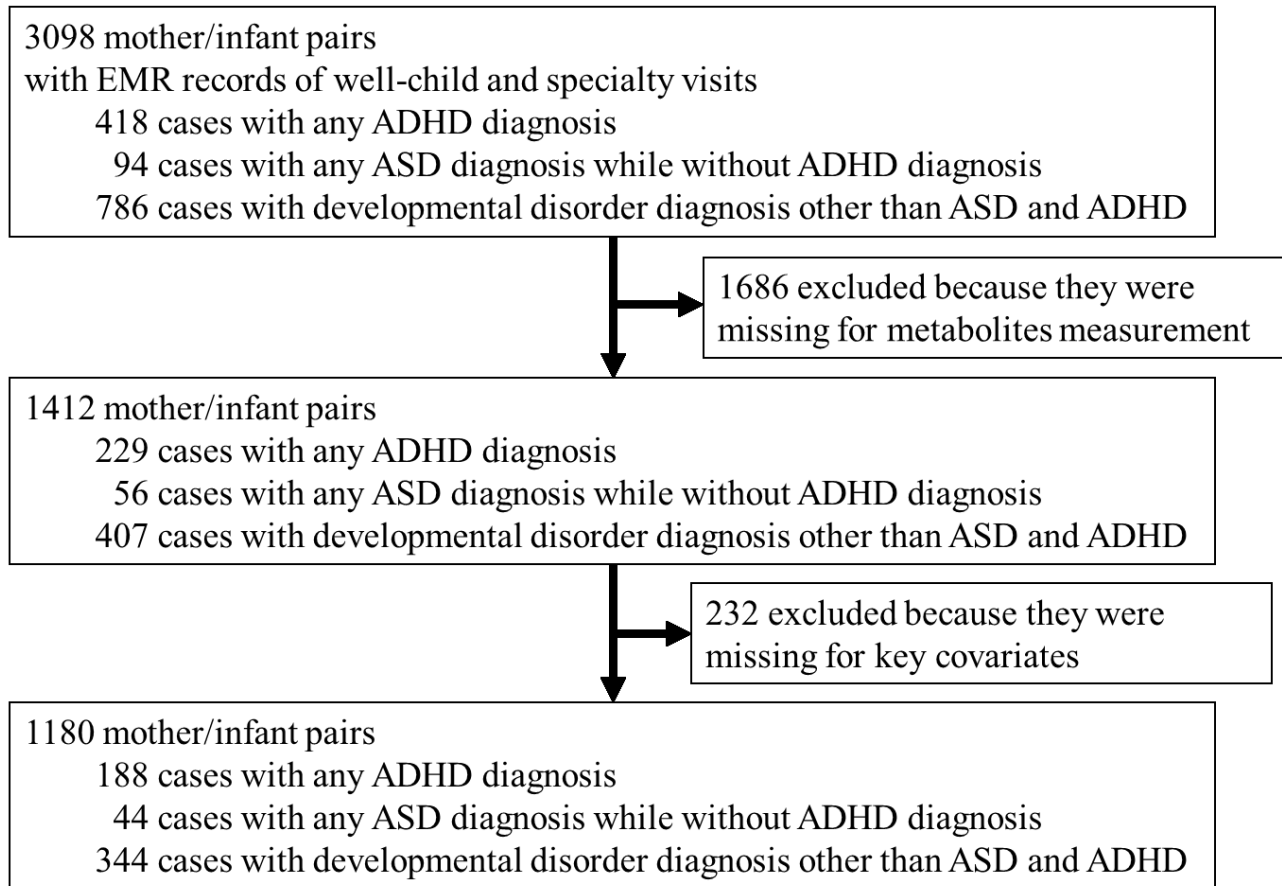 3098 mother/infant pairs
with EMR records of well-child and specialty visits
418 cases with any ADHD diagnosis
94 cases with any ASD diagnosis while without ADHD diagnosis
786 cases with developmental disorder diagnosis other than ASD and ADHD
1686 excluded because they were
missing for metabolites measurement
1412 mother/infant pairs
229 cases with any ADHD diagnosis
56 cases with any ASD diagnosis while without ADHD diagnosis
407 cases with developmental disorder diagnosis other than ASD and ADHD
232 excluded because they were
missing for key covariates
1180 mother/infant pairs
188 cases with any ADHD diagnosis
44 cases with any ASD diagnosis while without ADHD diagnosis
344 cases with developmental disorder diagnosis other than ASD and ADHD